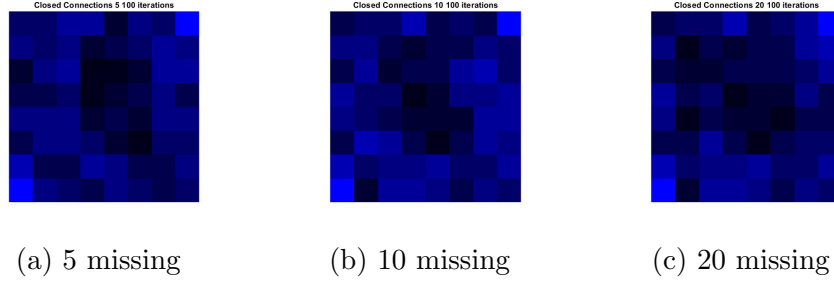 Closed Connections 5 100 iterations
Closed Connections 10 100 iterations
Closed Connections 20 100 iterations
(a) 5 missing
(b) 10 missing
(c) 20 missing